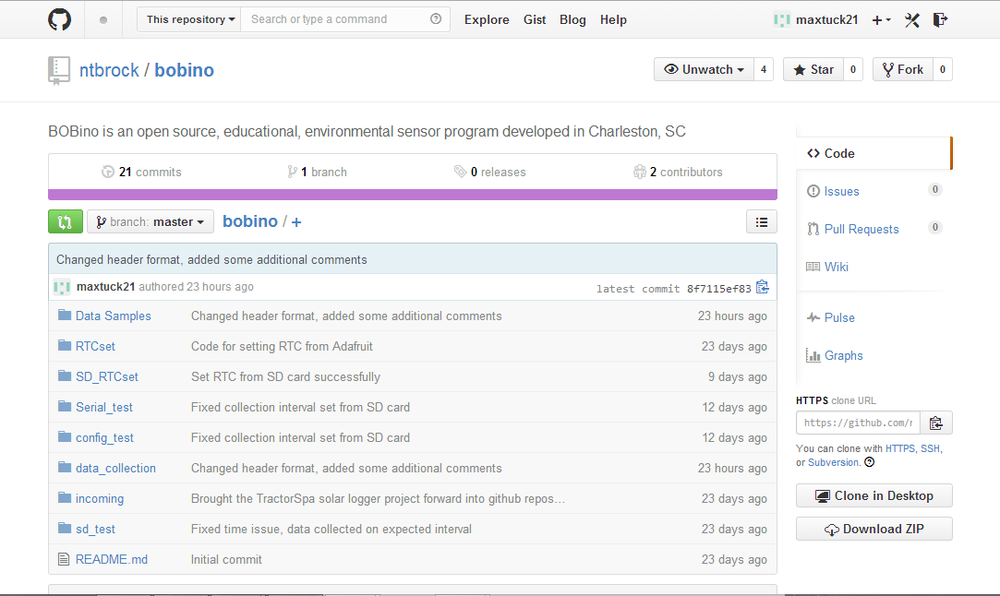 This repository Search or type a command Explore Gist Blog Help maxtuck21
ntbrock / bobino Unwatch 4 Star 0 Fork 0
BOBino is an open source, educational, environmental sensor program developed in Charleston, SC
21 commits 1 branch 0 releases 2 contributors
branch: master bobino / +
Changed header format, added some additional comments
maxtuck21 authored 23 hours ago latest commit 8f7115ef83
Data Samples Changed header format, added some additional comments 23 hours ago
RTCset Code for setting RTC from Adafruit 23 days ago
SD_RTCset Set RTC from SD card successfully 9 days ago
Serial_test Fixed collection interval set from SD card 12 days ago
config_test Fixed collection interval set from SD card 12 days ago
data_collection Changed header format, added some additional comments 23 hours ago
incoming Brought the TractorSpa solar logger project forward into github repos… 23 days ago
sd_test Fixed time issue, data collected on expected interval 23 days ago
README.md Initial commit 23 days ago
Code
Issues 0
Pull Requests 0
Wiki
Pulse
Graphs
HTTPS clone URL
https://github.com/
You can clone with HTTPS, SSH,
or Subversion.
Clone in Desktop
Download ZIP